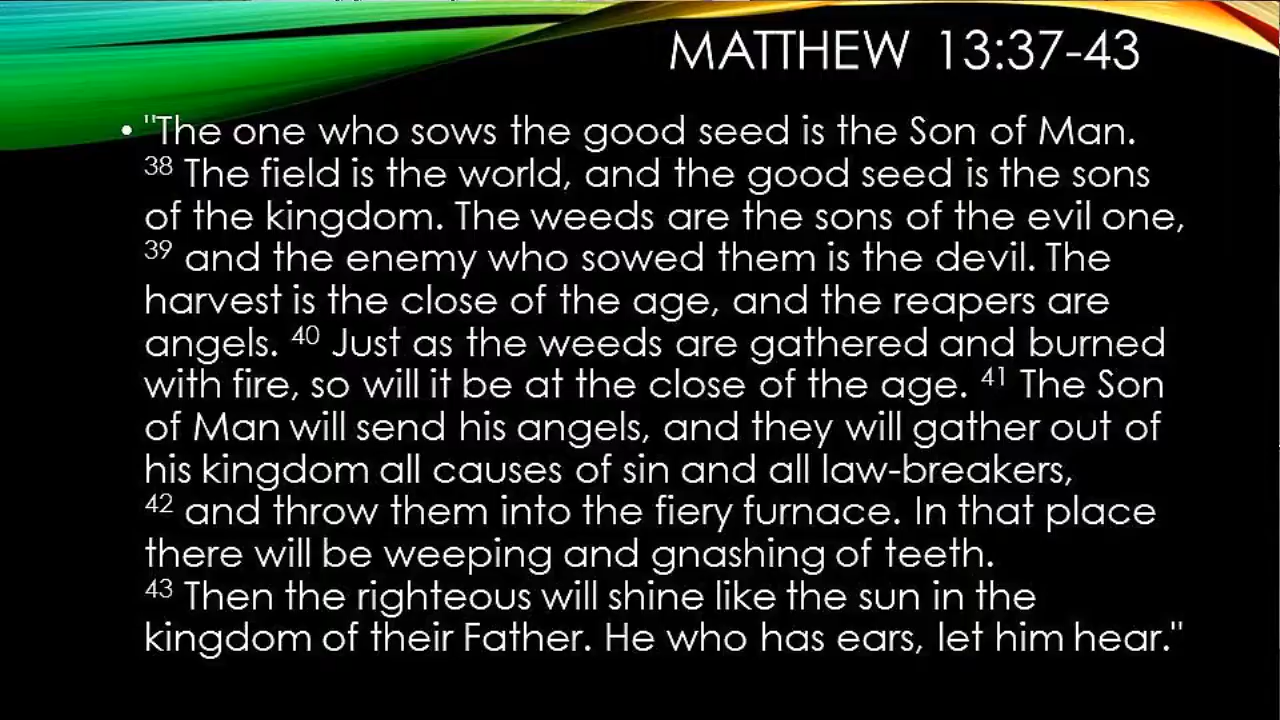 MATTHEW 13:37-43
• "The one who sows the good seed is the Son of Man.
38 The field is the world, and the good seed is the sons
of the kingdom. The weeds are the sons of the evil one,
39 and the enemy who sowed them is the devil. The
harvest is the close of the age, and the reapers are
angels. 40 Just as the weeds are gathered and burned
with fire, so will it be at the close of the age. 41 The Son
of Man will send his angels, and they will gather out of
his kingdom all causes of sin and all law-breakers,
42 and throw them into the fiery furnace. In that place
there will be weeping and gnashing of teeth.
43 Then the righteous will shine like the sun in the
kingdom of their Father. He who has ears, let him hear."